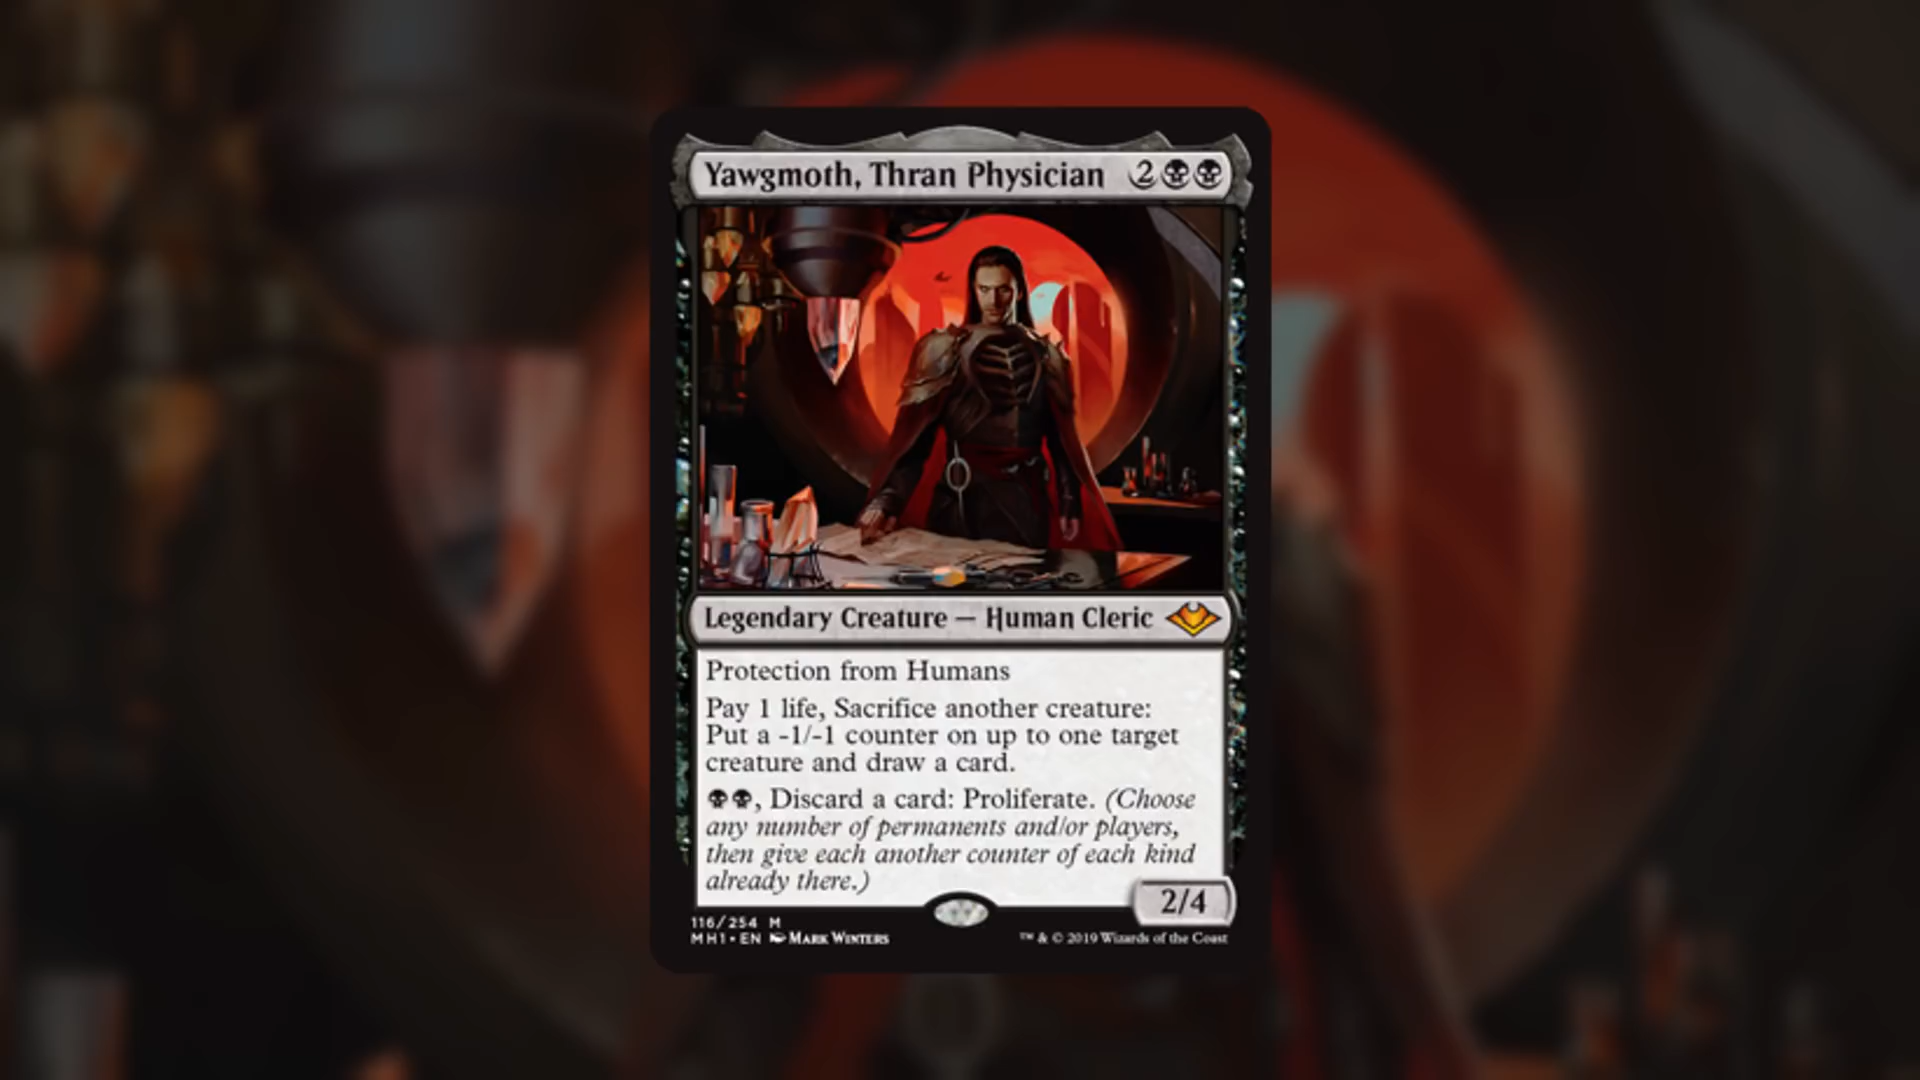 Yawgmoth, Thran Physician 2
Legendary Creature — Human Cleric
Protection from Humans
Pay 1 life, Sacrifice another creature:
Put a -1/-1 counter on up to one target
creature and draw a card.
, Discard a card: Proliferate. (Choose
any number of permanents and/or players,
then give each another counter of each kind
already there.)
2/4
116/254 M
MH1 • EN Mark Winters
™ & © 2019 Wizards of the Coast